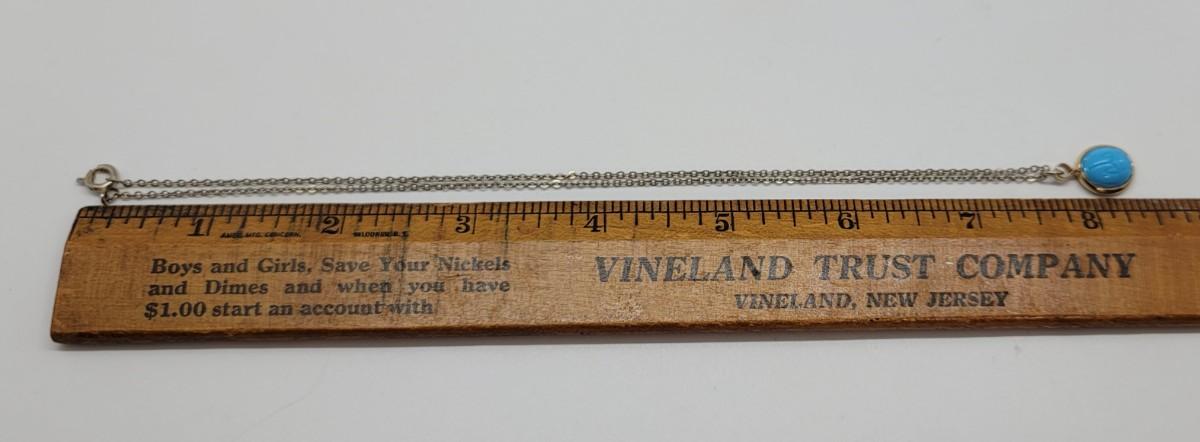 1 2 3 4 5 6 7 8
Boys and Girls, Save Your Nickels
and Dimes and when you have
$1.00 start an account with
VINELAND TRUST COMPANY
VINELAND, NEW JERSEY